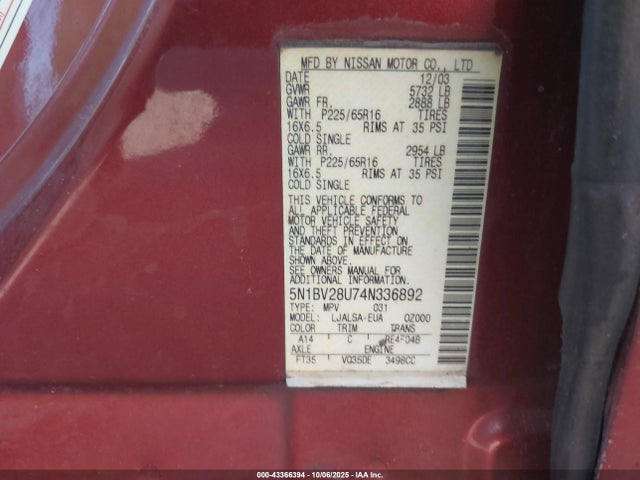 MFD BY NISSAN MOTOR CO., LTD
DATE 12/03
GVWR 5732 LB
GAWR FR. 2888 LB
WITH P225/65R16 TIRES
16X6.5 RIMS AT 35 PSI
COLD SINGLE
GAWR RR. 2954 LB
WITH P225/65R16 TIRES
16X6.5 RIMS AT 35 PSI
COLD SINGLE
THIS VEHICLE CONFORMS TO
ALL APPLICABLE FEDERAL
MOTOR VEHICLE SAFETY
AND THEFT PREVENTION
STANDARDS IN EFFECT ON
THE DATE OF MANUFACTURE
SHOWN ABOVE.
SEE OWNERS MANUAL FOR
ADDITIONAL INFORMATION.
5N1BV28U74N336892
TYPE: MPV 031
MODEL: LJALSA-EUA QZ000
COLOR TRIM TRANS
A14 C RE4F04B
AXLE ENGINE
FT35 VQ35DE 3498CC
000-43366394 | 10/06/2025 | IAA Inc.